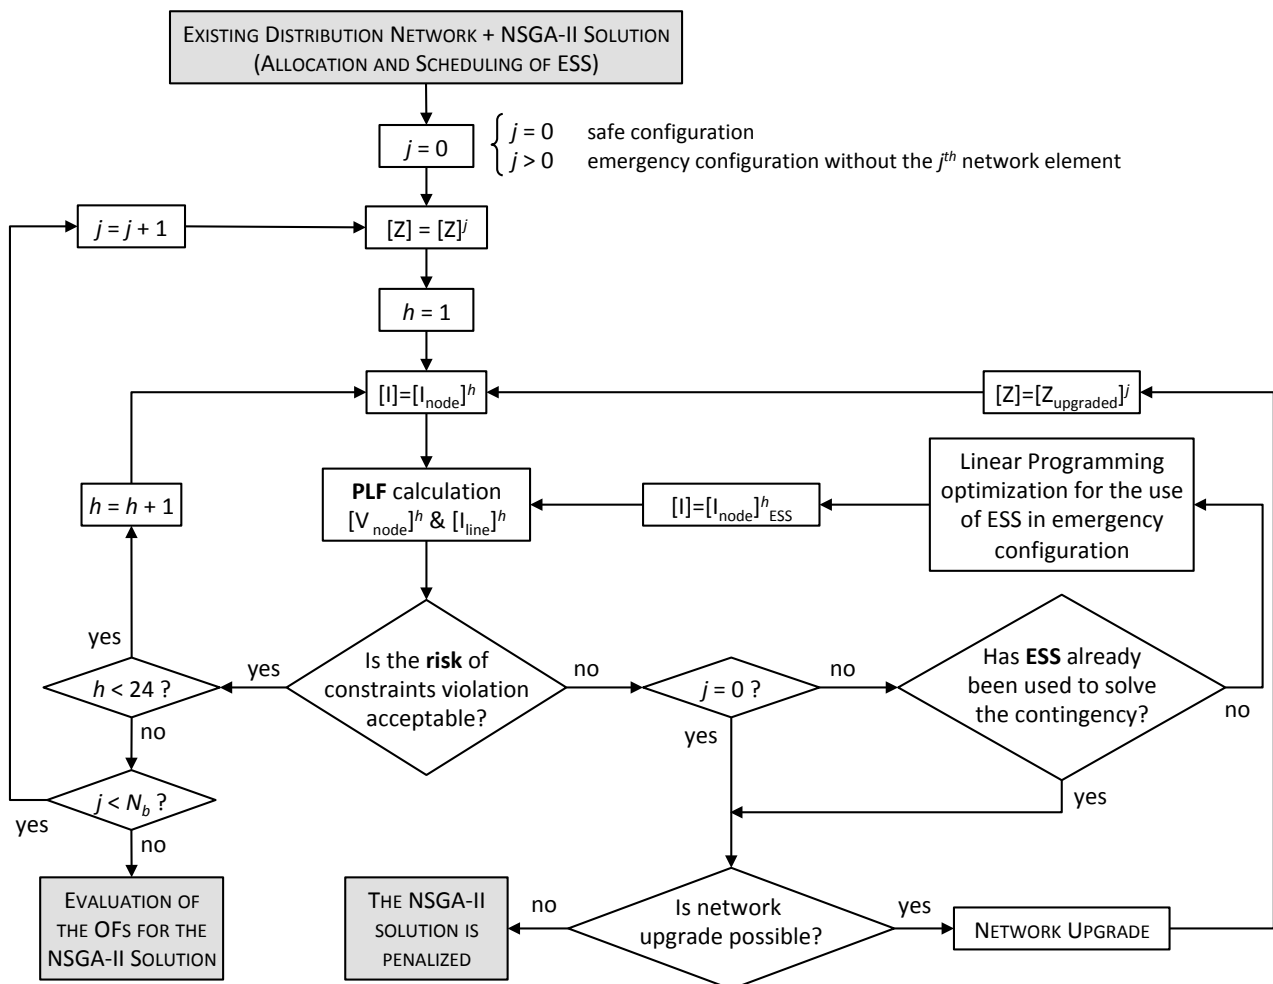 EXISTING DISTRIBUTION NETWORK + NSGA-II SOLUTION
(ALLOCATION AND SCHEDULING OF ESS)
j = 0
j = 0 safe configuration
j > 0 emergency configuration without the jth network element
j = j + 1
[Z] = [Z]j
h = 1
[I]=[Inode]h
[Z]=[Zupgraded]j
h = h + 1
PLF calculation
[Vnode]h & [Iline]h
[I]=[Inode]hESS
Linear Programming
optimization for the use
of ESS in emergency
configuration
yes
h < 24 ?
no
yes
Is the risk of
constraints violation
acceptable?
no
j = 0 ?
no
yes
Has ESS already
been used to solve
the contingency?
no
yes
j < Nb ?
yes
no
EVALUATION OF
THE OFS FOR THE
NSGA-II SOLUTION
THE NSGA-II
SOLUTION IS
PENALIZED
no
Is network
upgrade possible?
yes
NETWORK UPGRADE